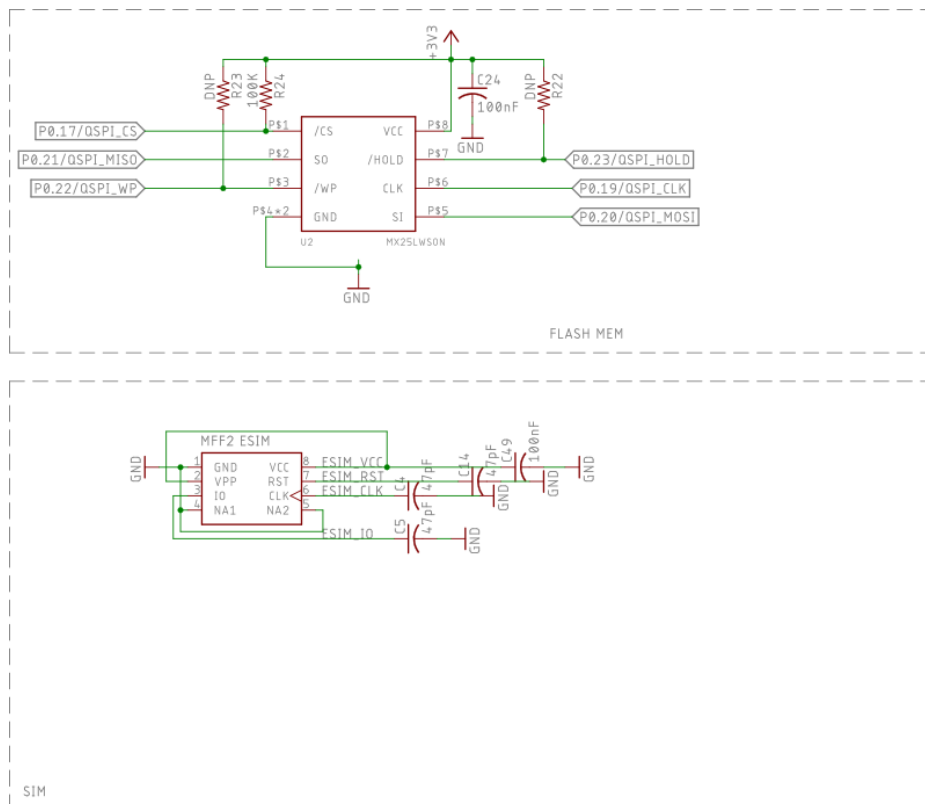 +3V3
DNP
R23
100K
R24
C24
100nF
DNP
R22
GND
P0.17/QSPI_CS
P$1
/CS
VCC
P$8
P0.21/QSPI_MISO
P$2
SO
/HOLD
P$7
P0.23/QSPI_HOLD
P0.22/QSPI_WP
P$3
/WP
CLK
P$6
P0.19/QSPI_CLK
P$4*2
GND
SI
P$5
P0.20/QSPI_MOSI
U2
MX25LWSON
GND
FLASH MEM
MFF2 ESIM
GND
1
GND
VCC
8
ESIM_VCC
2
VPP
RST
7
ESIM_RST
3
IO
CLK
6
ESIM_CLK
4
NA1
NA2
5
ESIM_IO
C4
47pF
C14
47pF
C49
100nF
GND
GND
GND
C5
47pF
GND
SIM